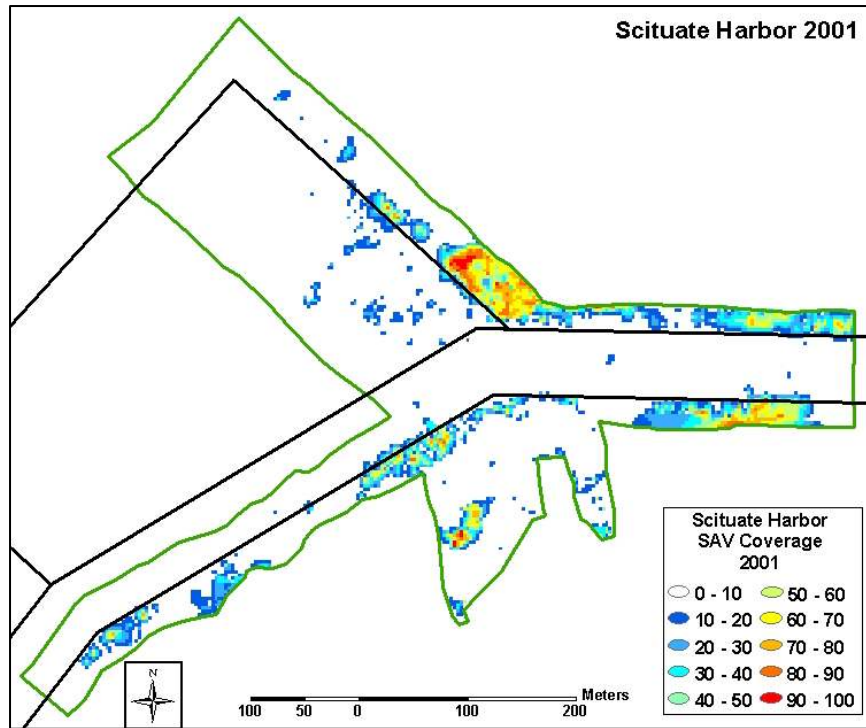 Scituate Harbor 2001
Scituate Harbor
SAV Coverage
2001
0 - 10
50 - 60
10 - 20
60 - 70
20 - 30
70 - 80
30 - 40
80 - 90
40 - 50
90 - 100
N
Meters
100 50 0 100 200